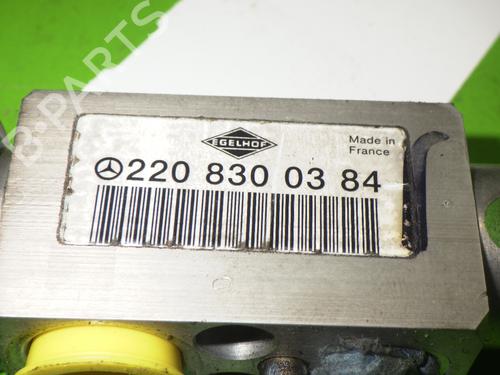 B-PARTS
EGELHOF
Made in
France
220 830 03 84